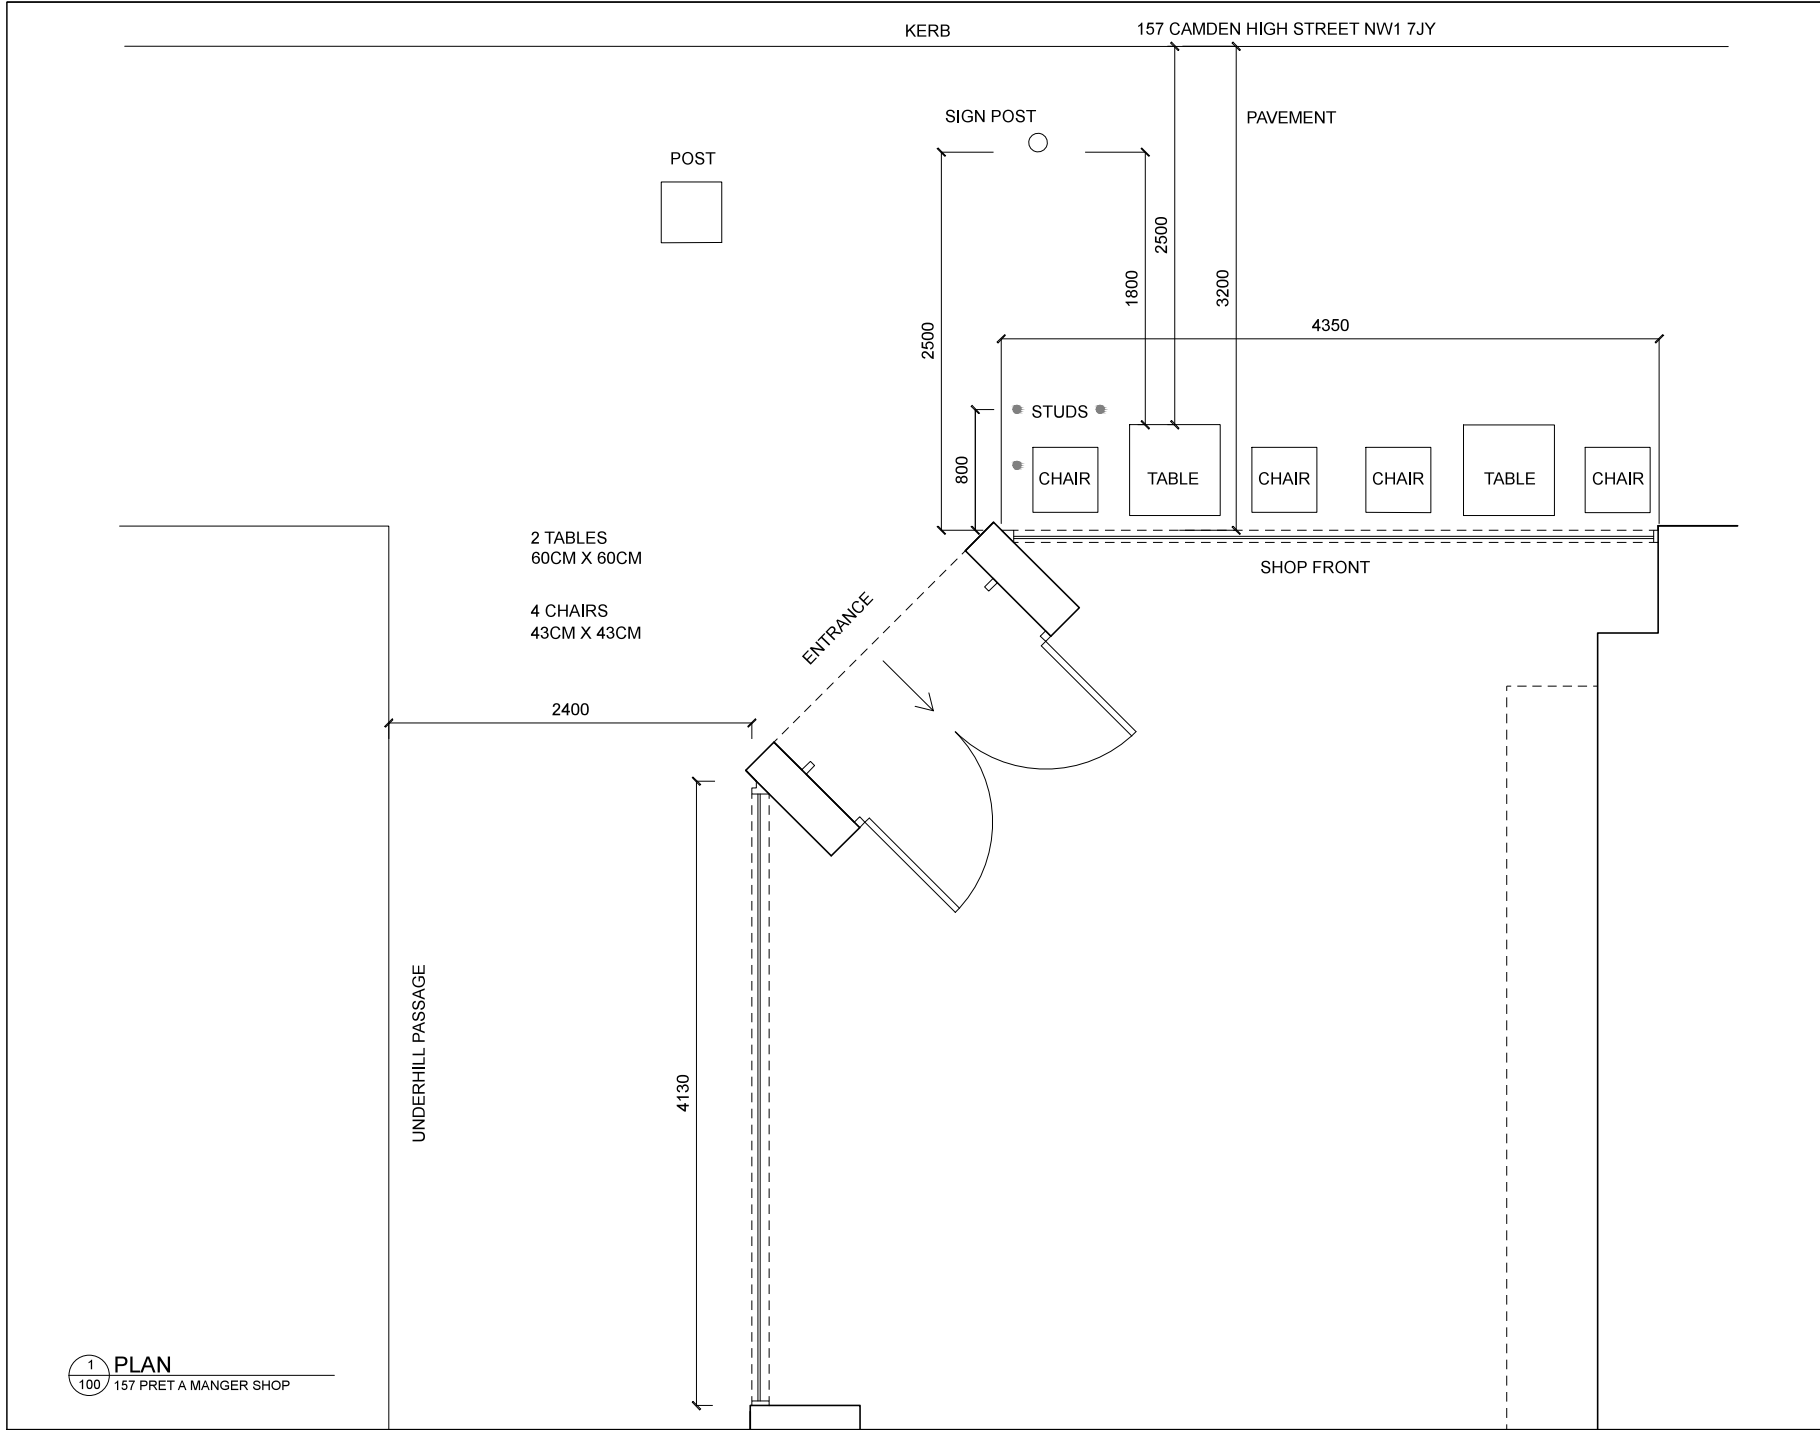 KERB
157 CAMDEN HIGH STREET NW1 7JY
SIGN POST
PAVEMENT
POST
2500
1800
3200
2500
4350
STUDS
800
CHAIR
TABLE
CHAIR
CHAIR
TABLE
CHAIR
2 TABLES
60CM X 60CM
4 CHAIRS
43CM X 43CM
SHOP FRONT
ENTRANCE
2400
UNDERHILL PASSAGE
4130
1
100
PLAN
157 PRET A MANGER SHOP